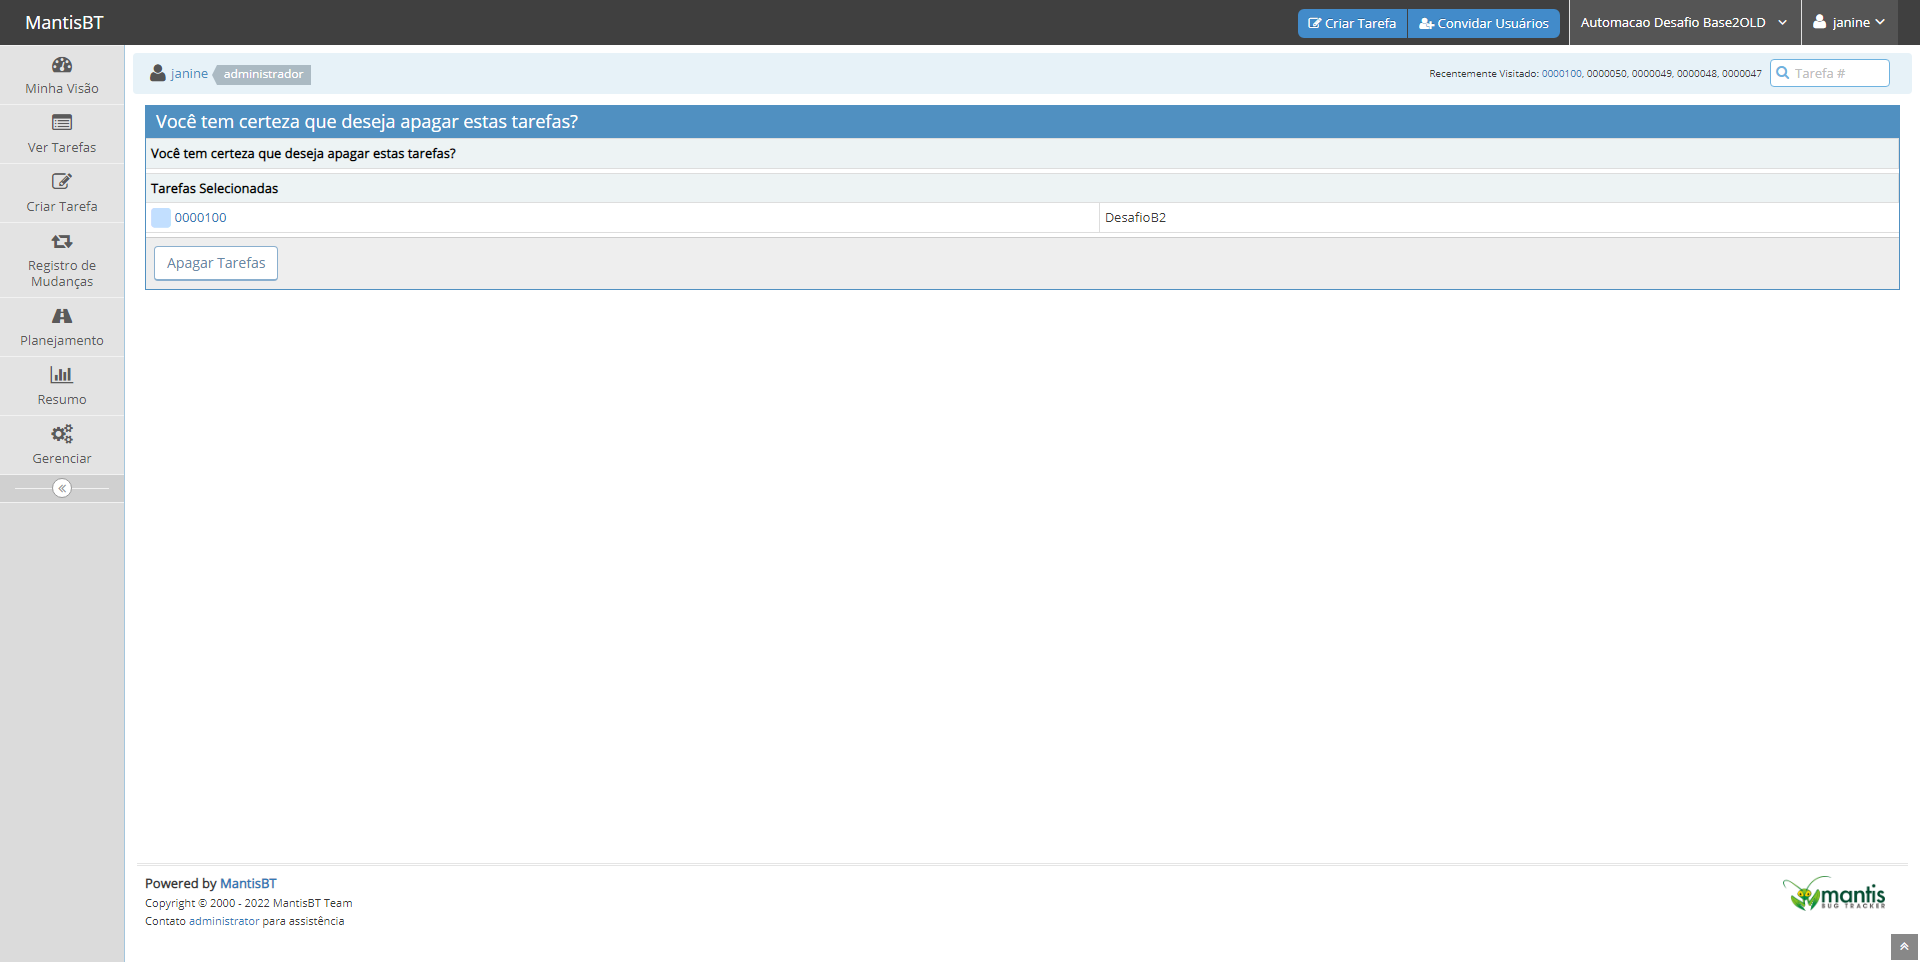 MantisBT
Criar Tarefa
Convidar Usuários
Automacao Desafio Base2OLD
janine
Minha Visão
Ver Tarefas
Criar Tarefa
Registro de
Mudanças
Planejamento
Resumo
Gerenciar
janine administrador
Recentemente Visitado: 0000100, 0000050, 0000049, 0000048, 0000047
Tarefa #
Você tem certeza que deseja apagar estas tarefas?
Você tem certeza que deseja apagar estas tarefas?
Tarefas Selecionadas
0000100 DesafioB2
Apagar Tarefas
Powered by MantisBT
Copyright © 2000 - 2022 MantisBT Team
Contato administrator para assistência
mantis
BUG TRACKER